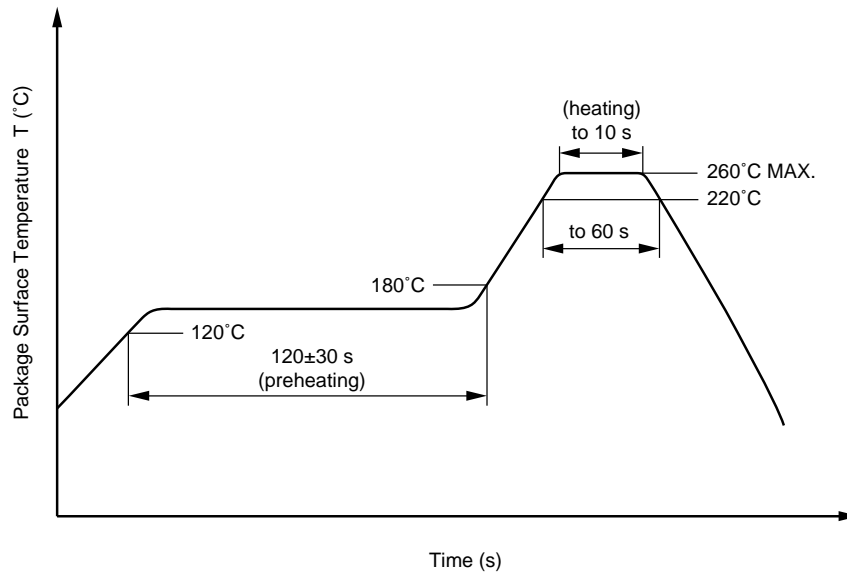 Package Surface Temperature T (˚C)
(heating)
to 10 s
260˚C MAX.
220˚C
to 60 s
180˚C
120˚C
120±30 s
(preheating)
Time (s)